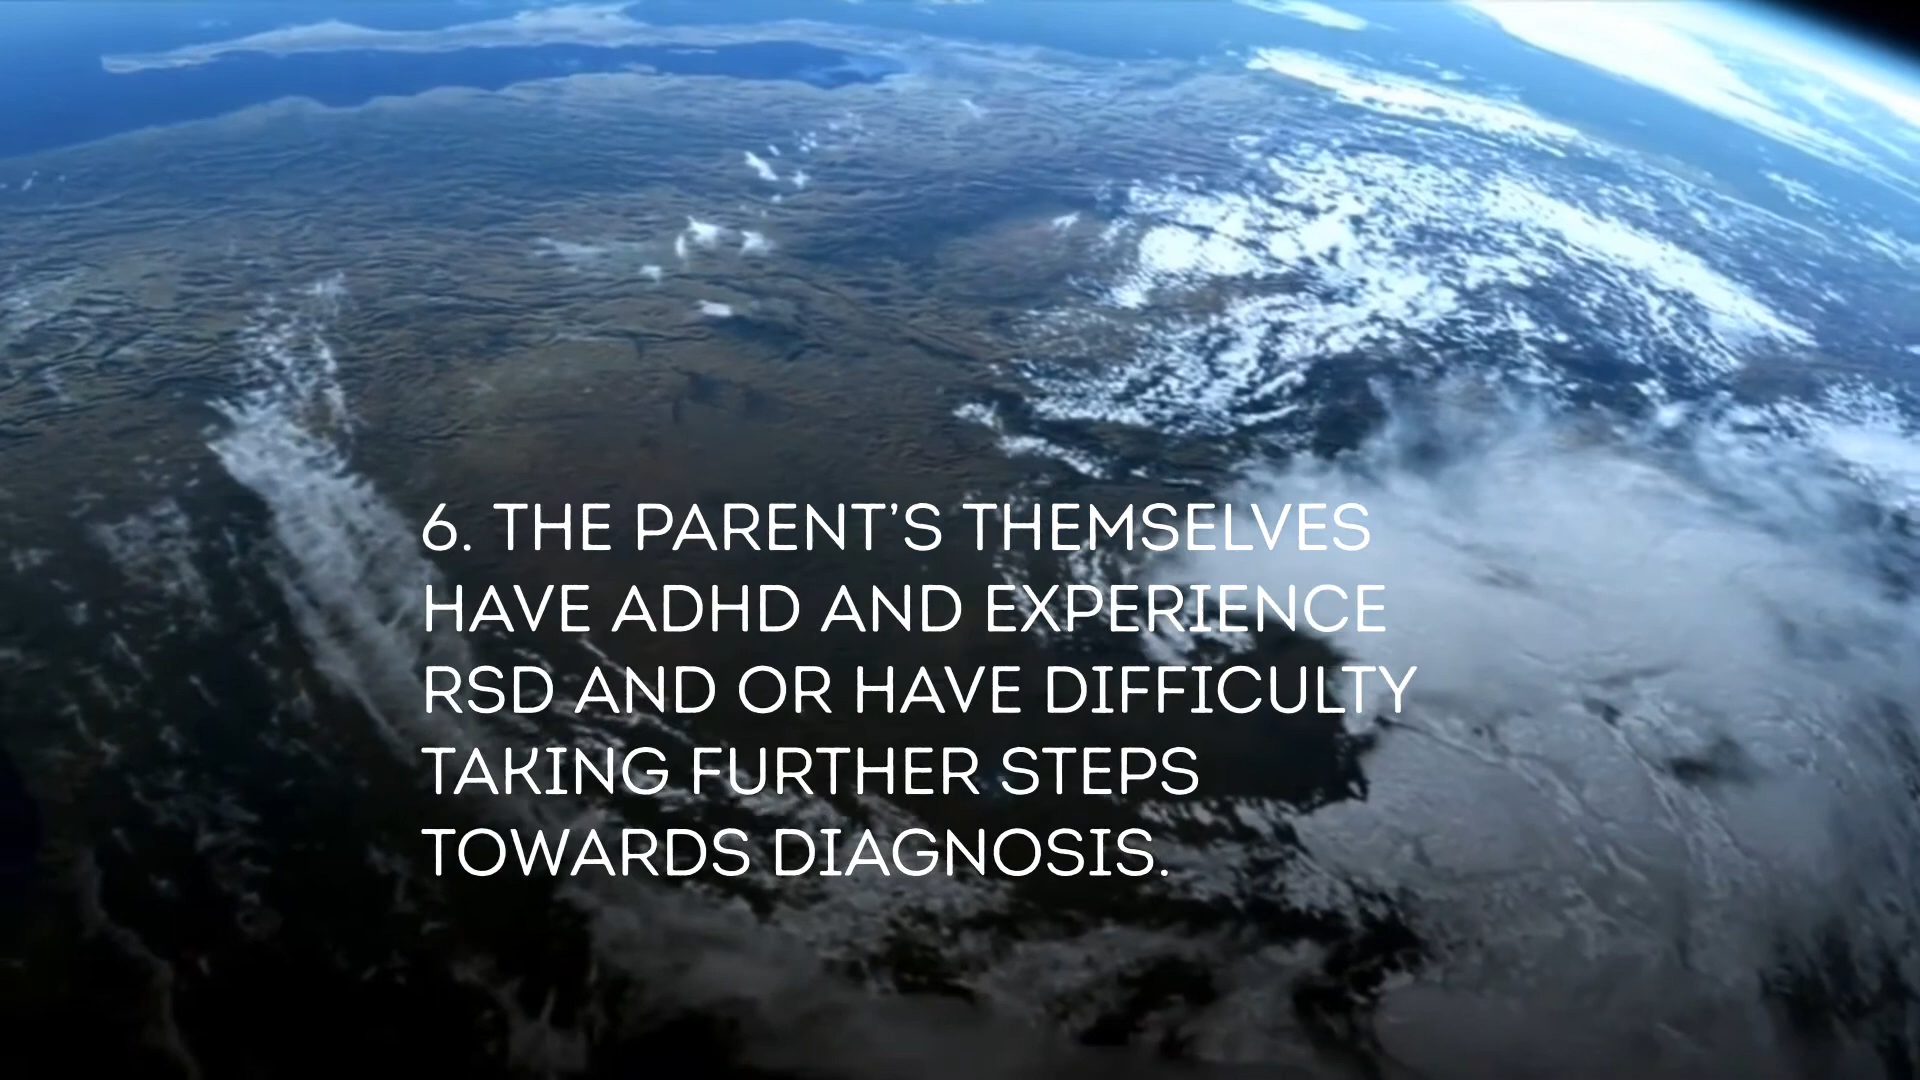 6. THE PARENT’S THEMSELVES
HAVE ADHD AND EXPERIENCE
RSD AND OR HAVE DIFFICULTY
TAKING FURTHER STEPS
TOWARDS DIAGNOSIS.